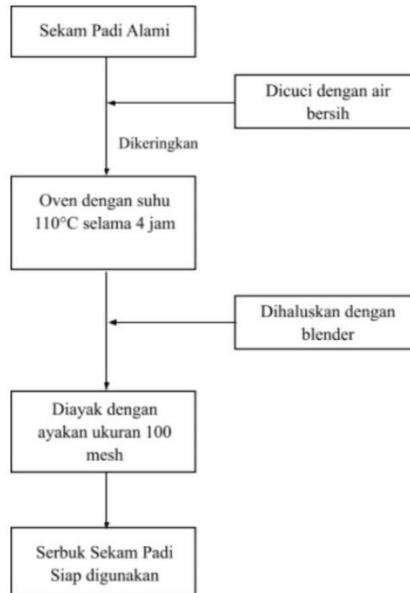 Sekam Padi Alami
Dicuci dengan air
bersih
Dikeringkan
Oven dengan suhu
110°C selama 4 jam
Dihaluskan dengan
blender
Diayak dengan
ayakan ukuran 100
mesh
Serbuk Sekam Padi
Siap digunakan